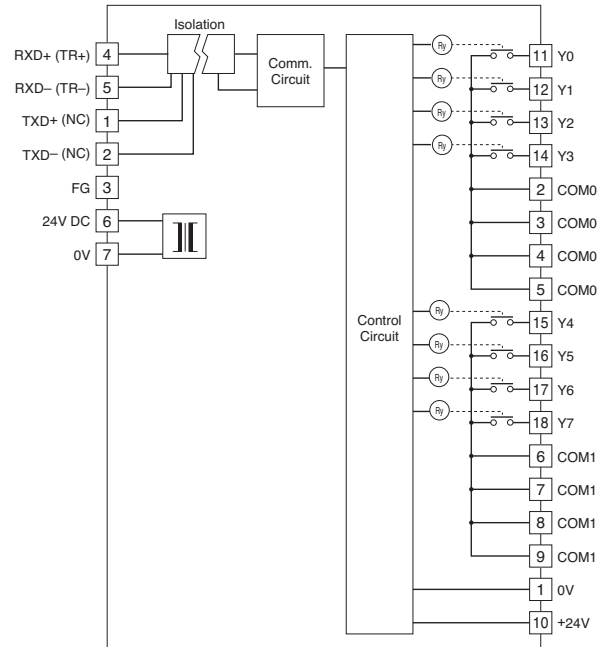 Isolation
RXD+ (TR+) 4
RXD– (TR–) 5
TXD+ (NC) 1
TXD– (NC) 2
FG 3
24V DC 6
0V 7
Comm.
Circuit
Control
Circuit
Ry 11 Y0
Ry 12 Y1
Ry 13 Y2
Ry 14 Y3
2 COM0
3 COM0
4 COM0
5 COM0
Ry 15 Y4
Ry 16 Y5
Ry 17 Y6
Ry 18 Y7
6 COM1
7 COM1
8 COM1
9 COM1
1 0V
10 +24V